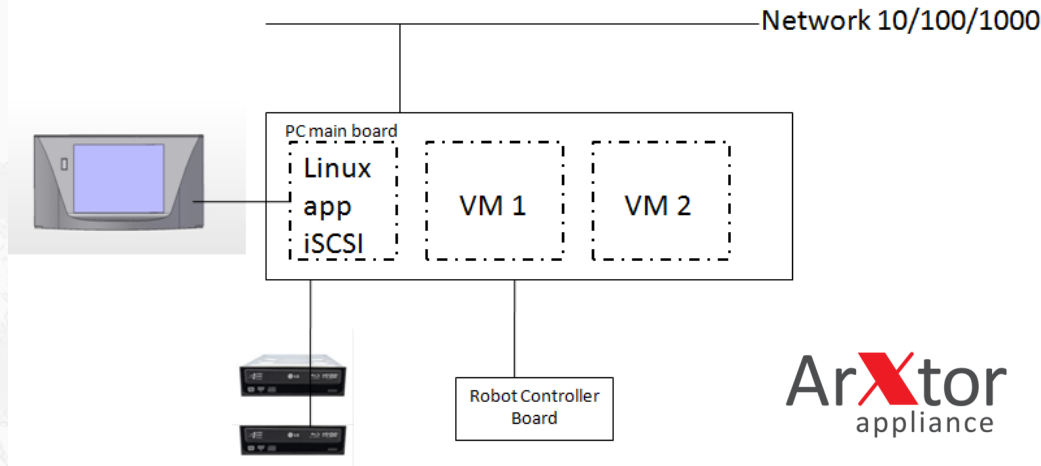 Network 10/100/1000
PC main board
Linux
app
iSCSI
VM 1
VM 2
Robot Controller
Board
ArXtor
appliance